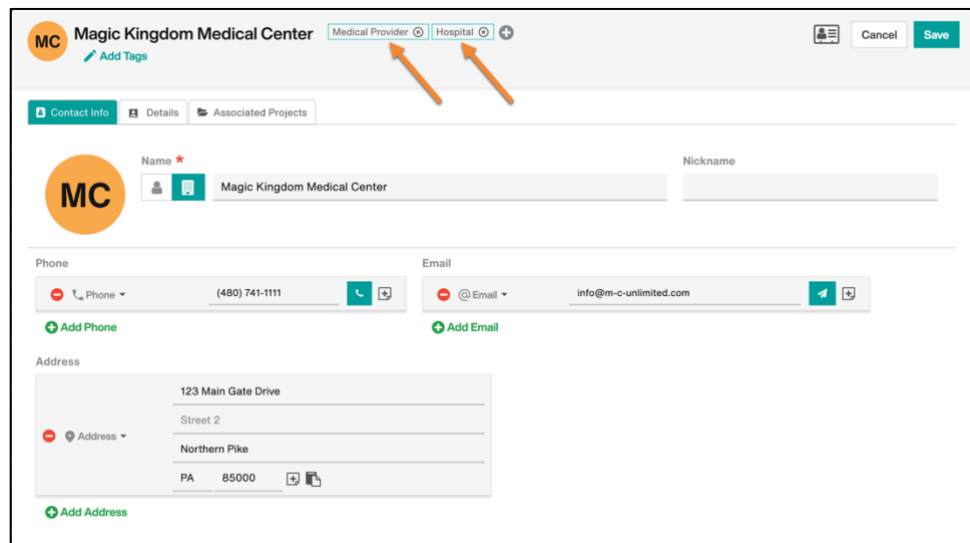 MC Magic Kingdom Medical Center Medical Provider Hospital Cancel Save
Add Tags
Contact Info Details Associated Projects
Name * Nickname
MC Magic Kingdom Medical Center
Phone Email
Phone (480) 741-1111 @ Email info@m-c-unlimited.com
Add Phone Add Email
Address
123 Main Gate Drive
Street 2
Address
Northern Pike
PA 85000
Add Address